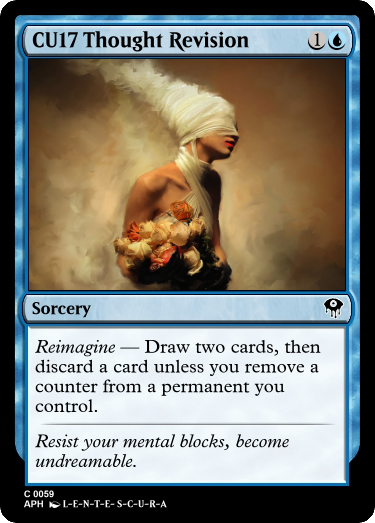 CU17 Thought Revision 1
Sorcery
Reimagine — Draw two cards, then
discard a card unless you remove a
counter from a permanent you
control.
Resist your mental blocks, become
undreamable.
C 0059
APH L-E-N-T-E-S-C-U-R-A